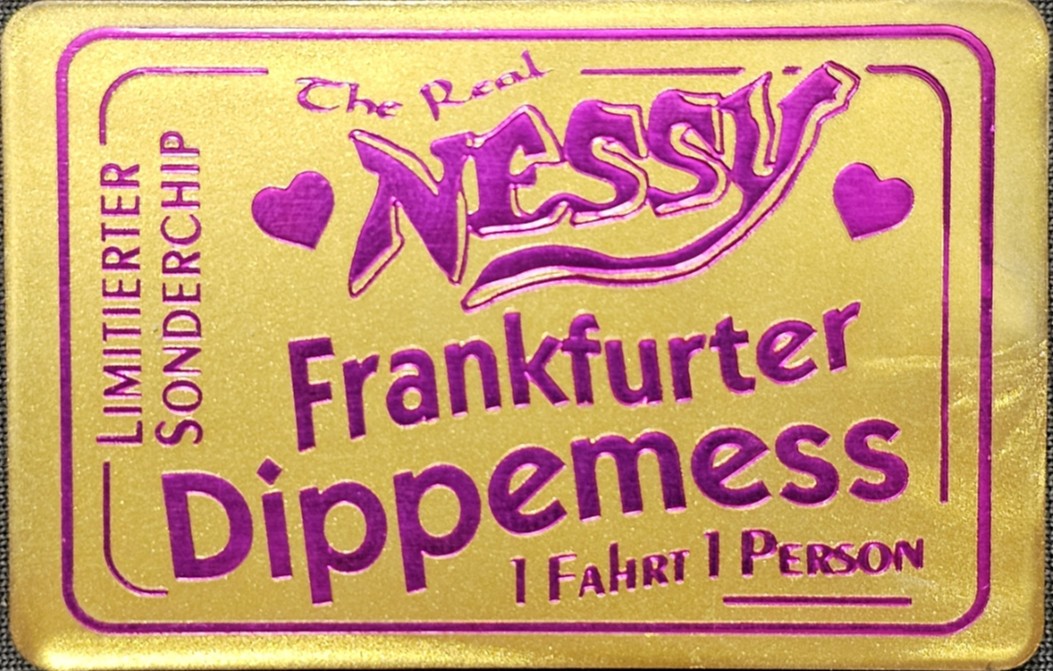 The Real
NESSY
LIMITIERTER
SONDERCHIP
Frankfurter
Dippemess
1 FAHRT 1 PERSON